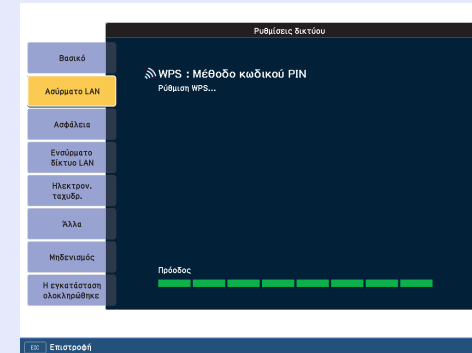 Ρυθμίσεις δικτύου
Βασικό
Ασύρματο LAN
Ασφάλεια
Ενσύρματο
δίκτυο LAN
Ηλεκτρον.
ταχυδρ.
Άλλα
Μηδενισμός
Η εγκατάσταση
ολοκληρώθηκε
WPS : Μέθοδο κωδικού PIN
Ρύθμιση WPS...
Πρόοδος
ESC Επιστροφή